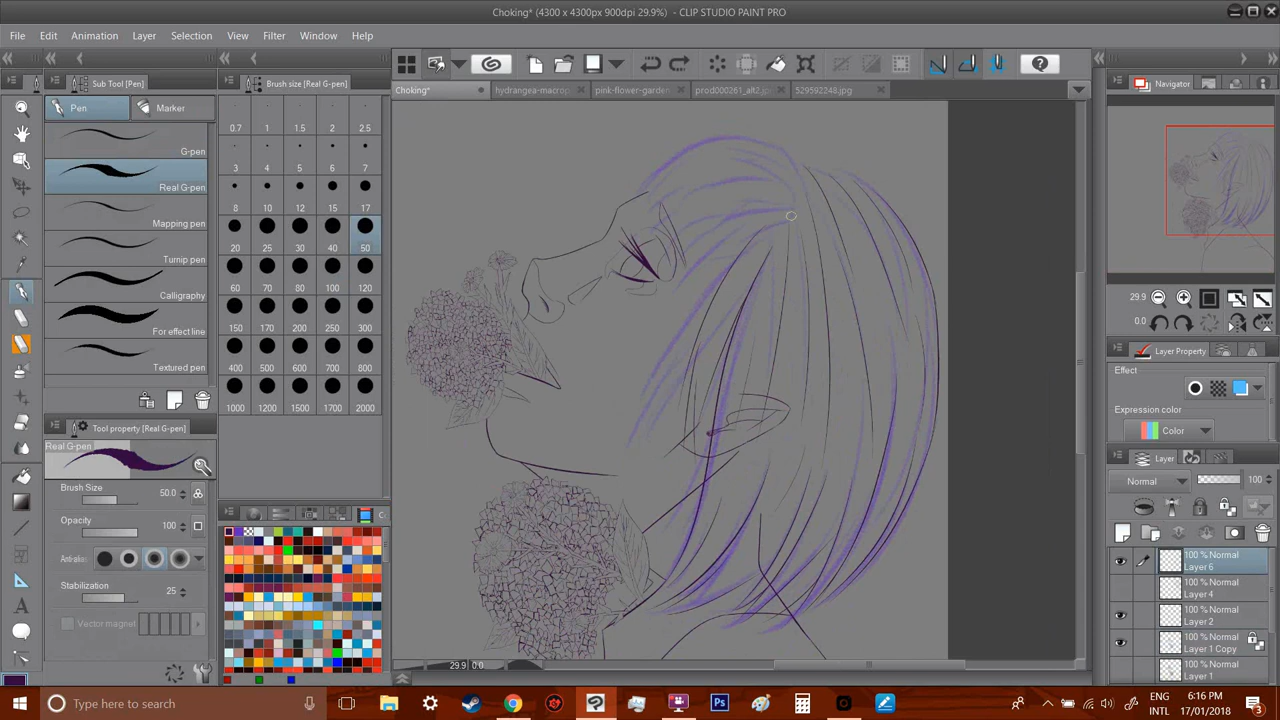 Choking* (4300 x 4300px 900dpi 29.9%) - CLIP STUDIO PAINT PRO
File Edit Animation Layer Selection View Filter Window Help
Sub Tool [Pen]
Brush size [Real G-pen]
Choking*
hydrangea-macrop
pink-flower-garden
prod000261_alt2.jp
529592248.jpg
Navigator
Pen
Marker
G-pen
Real G-pen
Mapping pen
Turnip pen
Calligraphy
For effect line
Textured pen
0.7 1 1.5 2 2.5
3 4 5 6 7
8 10 12 15 17
20 25 30 40 50
60 70 80 100 120
150 170 200 250 300
400 500 600 700 800
1000 1200 1500 1700 2000
Tool property [Real G-pen]
Real G-pen
Brush Size 50.0
Opacity 100
Stabilization 25
Vector magnet
C
29.9
0.0
Layer Property
Effect
Expression color
Color
Layer
Normal 100
100 % Normal
Layer 6
100 % Normal
Layer 4
100 % Normal
Layer 2
100 % Normal
Layer 1 Copy
100 % Normal
Layer 1
29.9 0.0
Type here to search
Ps
ENG
INTL
6:16 PM
17/01/2018
3